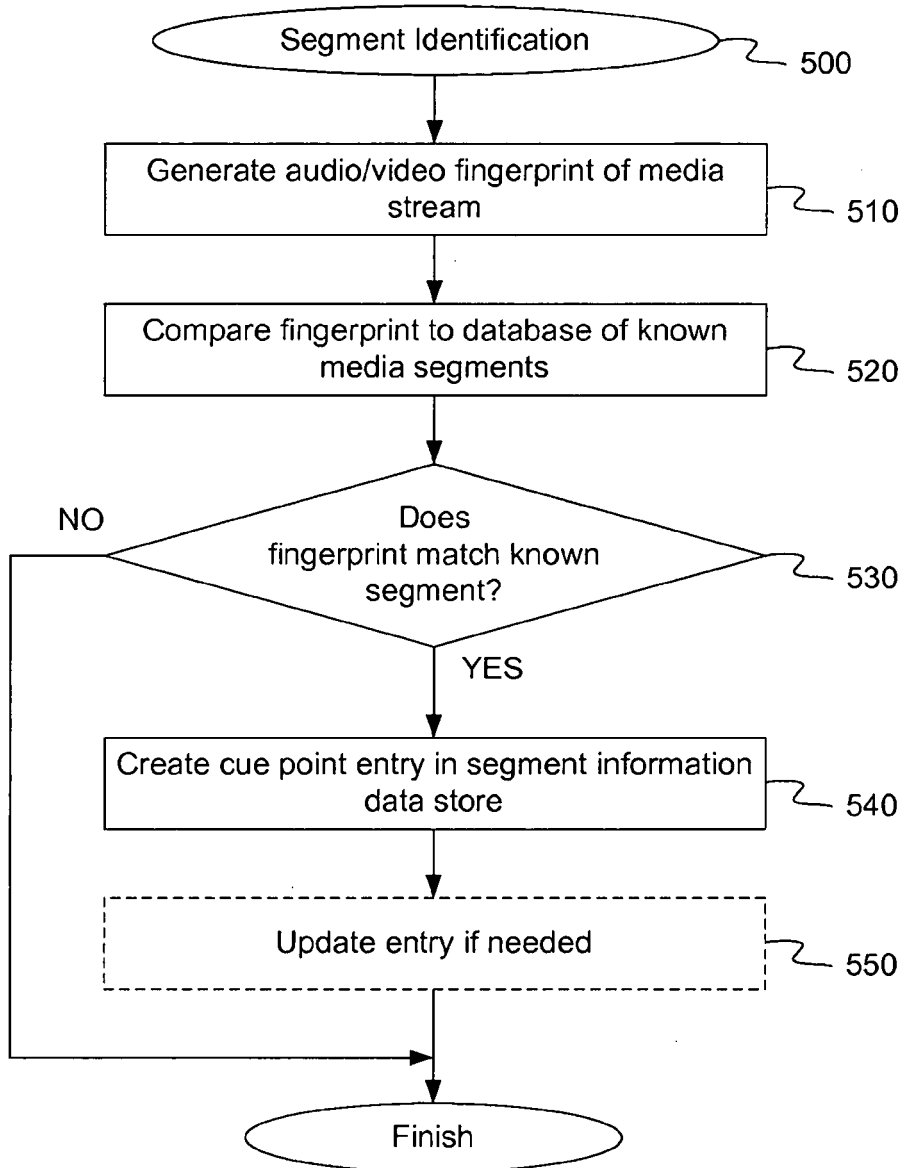 Segment Identification
500
Generate audio/video fingerprint of media
stream
510
Compare fingerprint to database of known
media segments
520
NO
Does
fingerprint match known
segment?
530
YES
Create cue point entry in segment information
data store
540
Update entry if needed
550
Finish